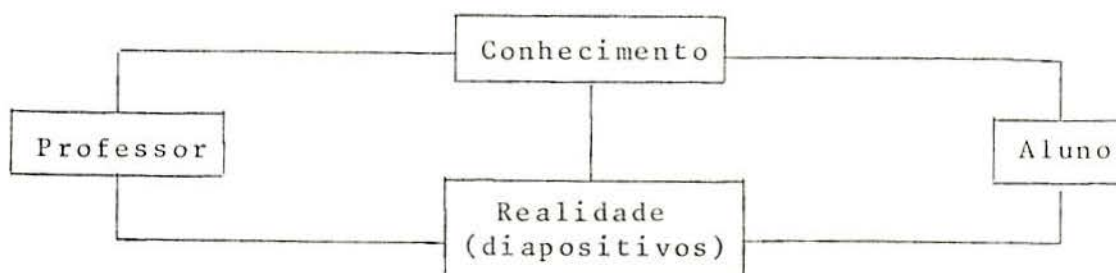 Conhecimento
Professor
Aluno
Realidade
(diapositivos)